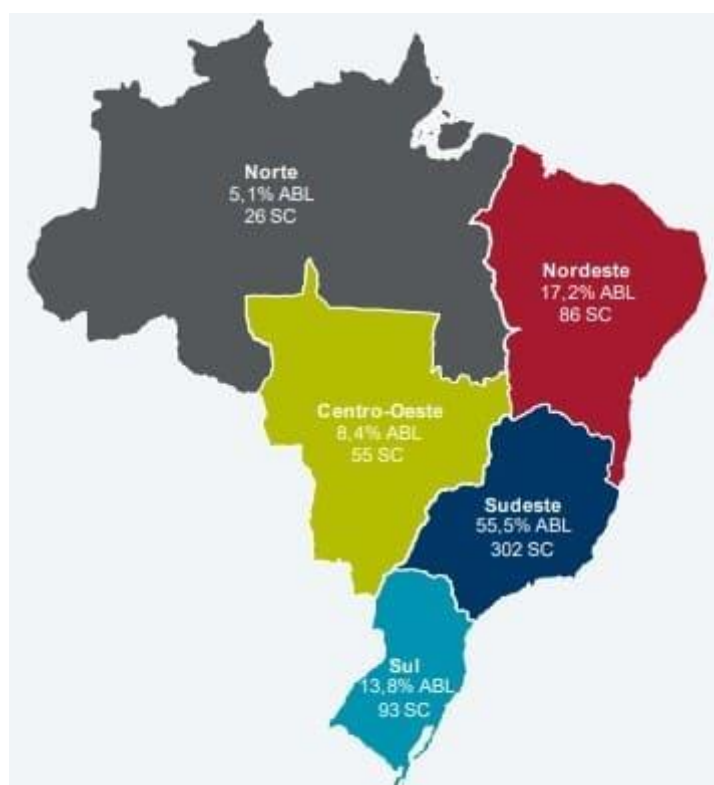 Norte
5,1% ABL
26 SC
Nordeste
17,2% ABL
86 SC
Centro-Oeste
8,4% ABL
55 SC
Sudeste
55,5% ABL
302 SC
Sul
13,8% ABL
93 SC